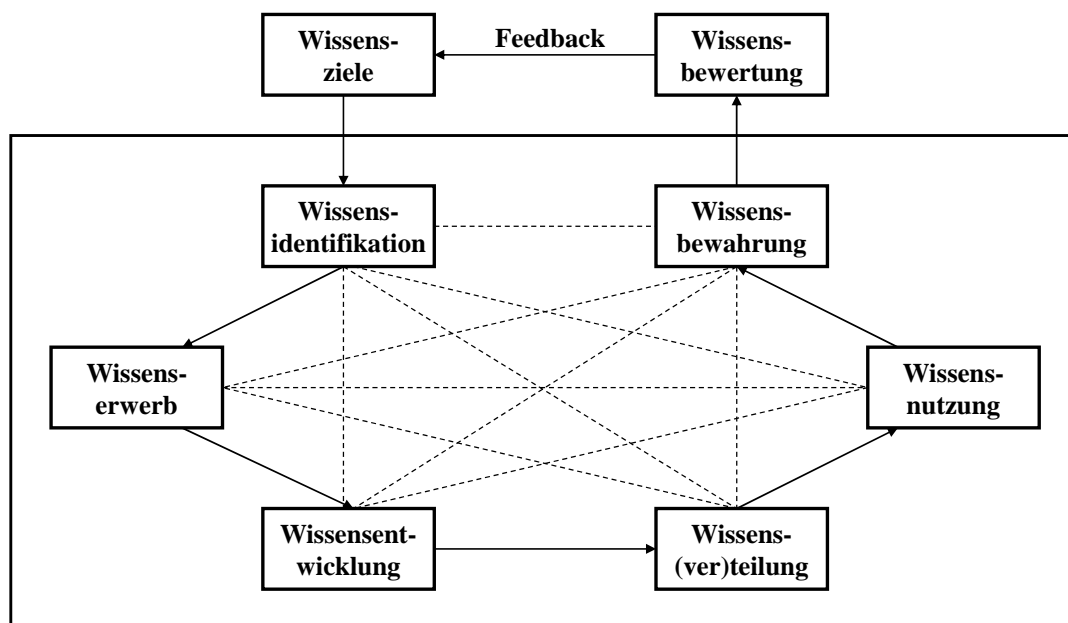 Wissens-
ziele
Feedback
Wissens-
bewertung
Wissens-
identifikation
Wissens-
bewahrung
Wissens-
erwerb
Wissens-
nutzung
Wissensent-
wicklung
Wissens-
(ver)teilung